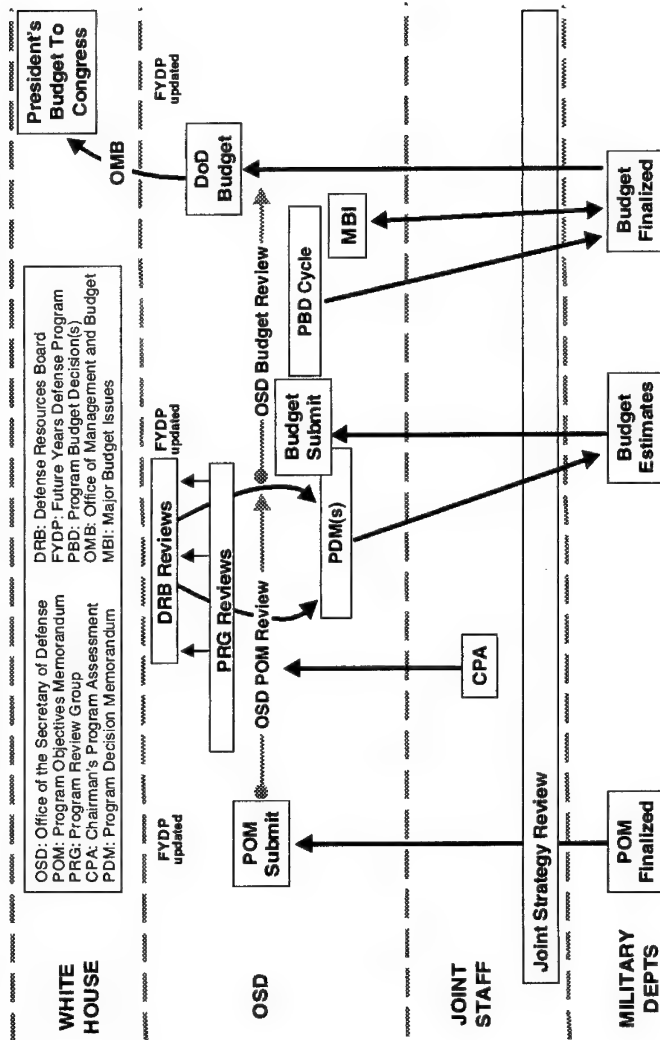 WHITE
HOUSE
OSD: Office of the Secretary of Defense
POM: Program Objectives Memorandum
PRG: Program Review Group
CPA: Chairman's Program Assessment
PDM: Program Decision Memorandum
DRB: Defense Resources Board
FYDP: Future Years Defense Program
PBD: Program Budget Decision(s)
OMB: Office of Management and Budget
MBI: Major Budget Issues
President's
Budget To
Congress
OMB
OSD
FYDP
updated
POM
Submit
DRB Reviews
FYDP
updated
PRG Reviews
OSD POM Review
OSD Budget Review
PDM(s)
Budget
Submit
PBD Cycle
MBI
DoD
Budget
FYDP
updated
JOINT
STAFF
CPA
Joint Strategy Review
MILITARY
DEPTS
POM
Finalized
Budget
Estimates
Budget
Finalized